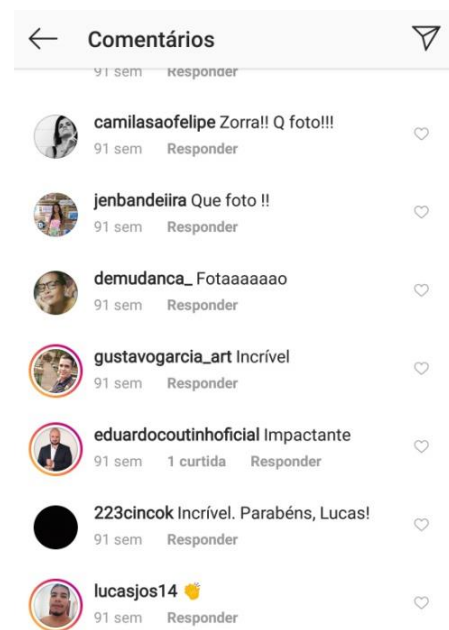 Comentários
91 sem Responder
camilasaofelipe Zorra!! Q foto!!!
91 sem Responder
jenbandeiira Que foto !!
91 sem Responder
demudanca_ Fotaaaaaao
91 sem Responder
gustavogarcia_art Incrível
91 sem Responder
eduardocoutinhoficial Impactante
91 sem 1 curtida Responder
223cincok Incrível. Parabéns, Lucas!
91 sem Responder
lucasjos14 👏
91 sem Responder